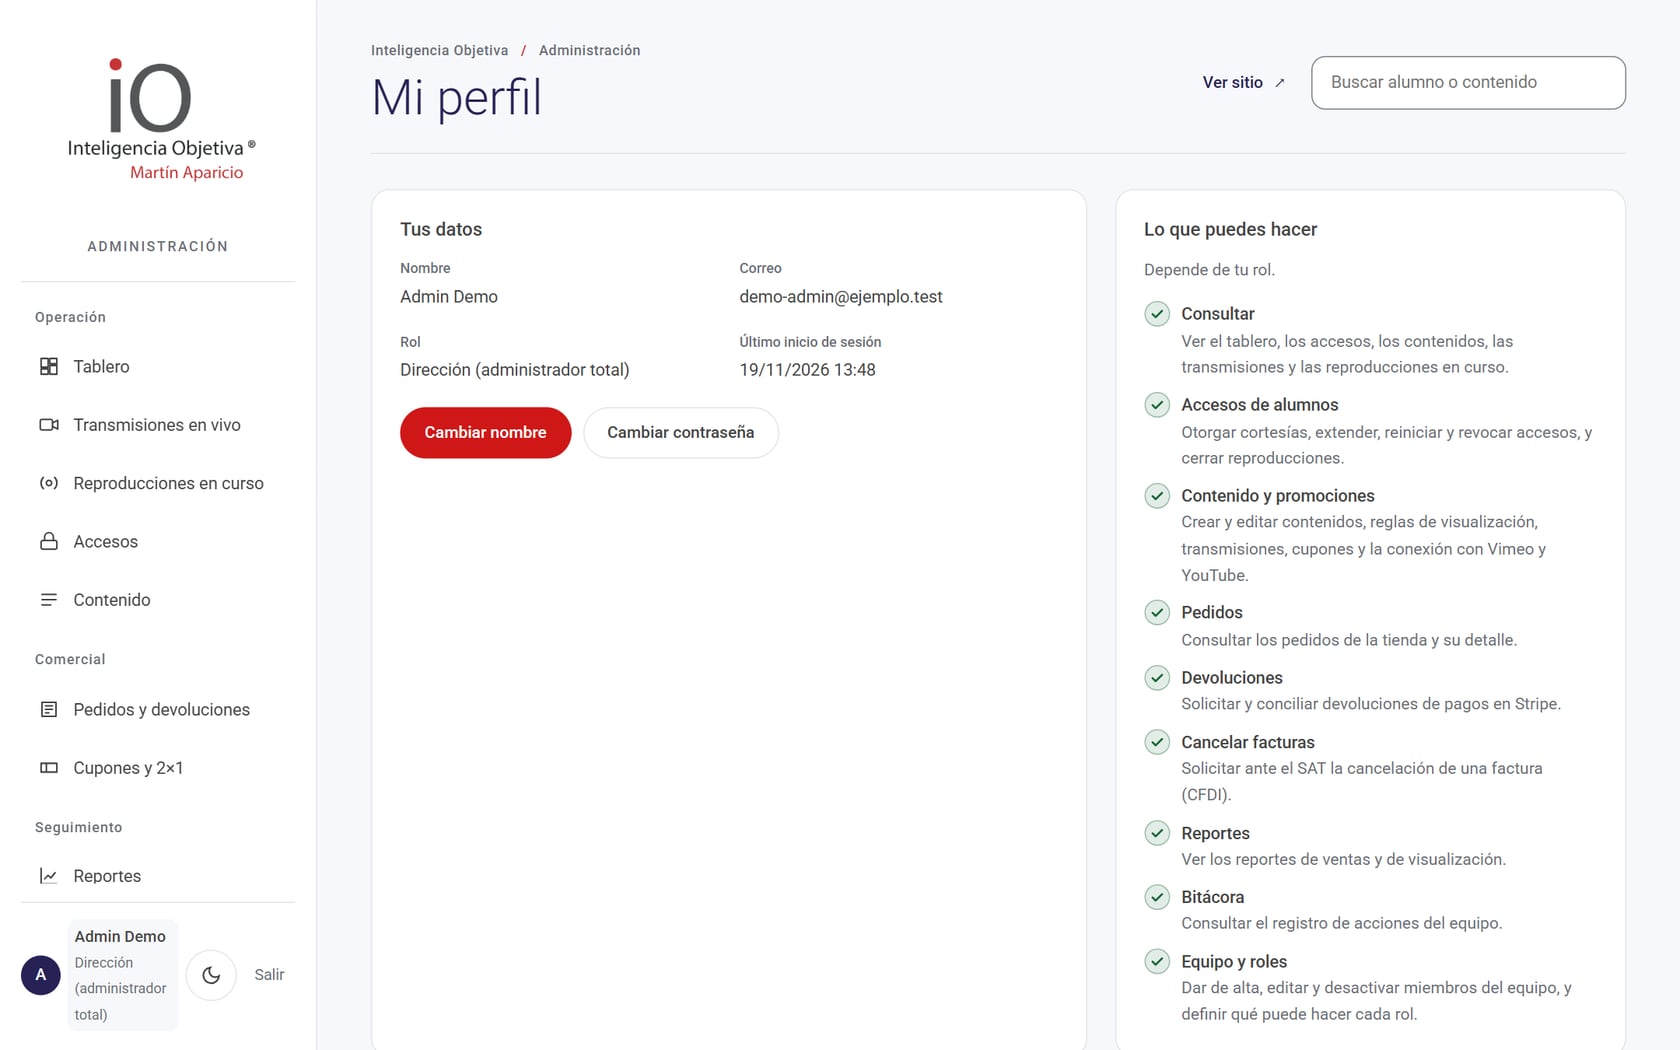 iO
Inteligencia Objetiva ®
Martín Aparicio
ADMINISTRACIÓN
Operación
Tablero
Transmisiones en vivo
Reproducciones en curso
Accesos
Contenido
Comercial
Pedidos y devoluciones
Cupones y 2×1
Seguimiento
Reportes
A
Admin Demo
Dirección
(administrador
total)
Salir
Inteligencia Objetiva / Administración
Mi perfil
Ver sitio ↗
Buscar alumno o contenido
Tus datos
Nombre
Admin Demo
Correo
demo-admin@ejemplo.test
Rol
Dirección (administrador total)
Último inicio de sesión
19/11/2026 13:48
Cambiar nombre
Cambiar contraseña
Lo que puedes hacer
Depende de tu rol.
Consultar
Ver el tablero, los accesos, los contenidos, las
transmisiones y las reproducciones en curso.
Accesos de alumnos
Otorgar cortesías, extender, reiniciar y revocar accesos, y
cerrar reproducciones.
Contenido y promociones
Crear y editar contenidos, reglas de visualización,
transmisiones, cupones y la conexión con Vimeo y
YouTube.
Pedidos
Consultar los pedidos de la tienda y su detalle.
Devoluciones
Solicitar y conciliar devoluciones de pagos en Stripe.
Cancelar facturas
Solicitar ante el SAT la cancelación de una factura
(CFDI).
Reportes
Ver los reportes de ventas y de visualización.
Bitácora
Consultar el registro de acciones del equipo.
Equipo y roles
Dar de alta, editar y desactivar miembros del equipo, y
definir qué puede hacer cada rol.